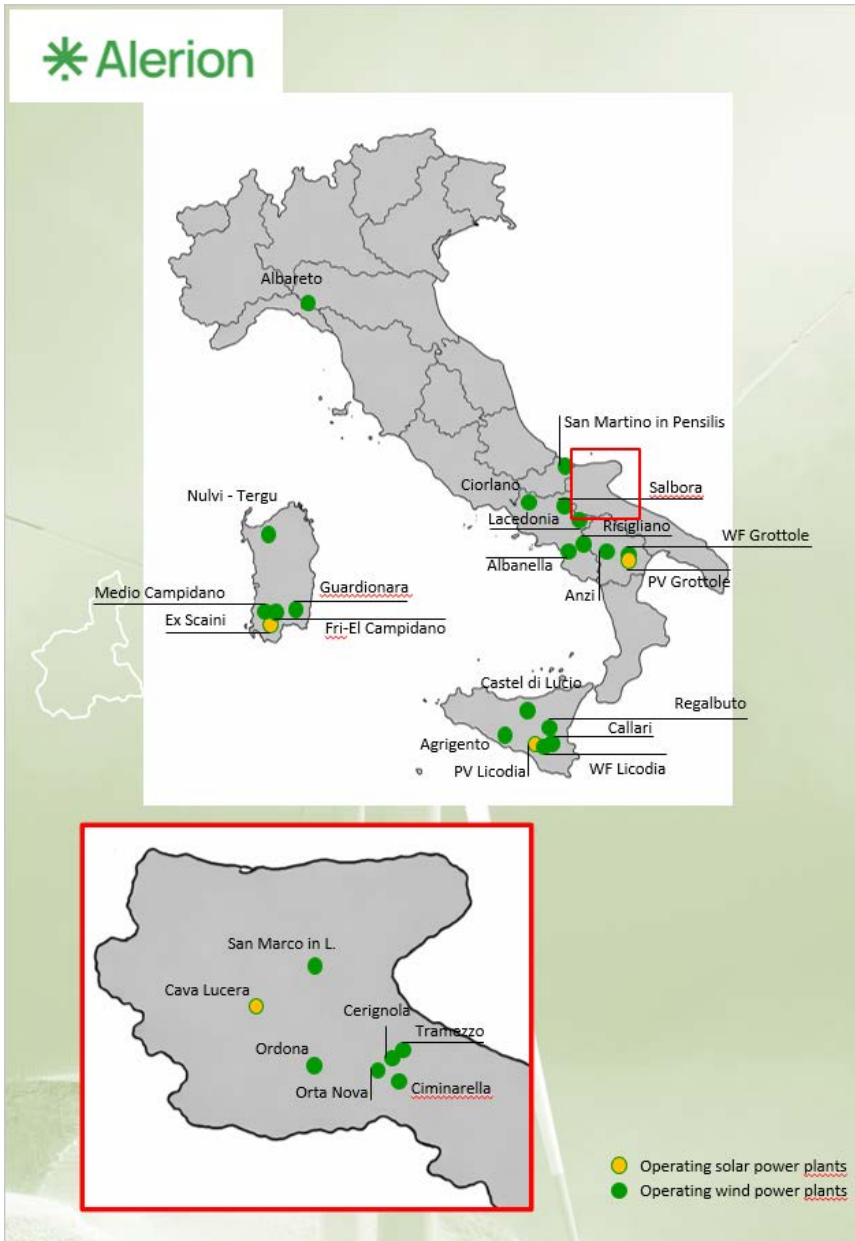 Alerion
Albareto
San Martino in Pensilis
Ciorlano
Salbora
Nulvi - Tergu
Lacedonia
Ricigliano
WF Grottole
Albanella
PV Grottole
Anzi
Guardionara
Medio Campidano
Ex Scaini
Fri-El Campidano
Castel di Lucio
Regalbuto
Callari
Agrigento
PV Licodia
WF Licodia
San Marco in L.
Cava Lucera
Cerignola
Tramezzo
Ordona
Orta Nova
Ciminarella
Operating solar power plants
Operating wind power plants